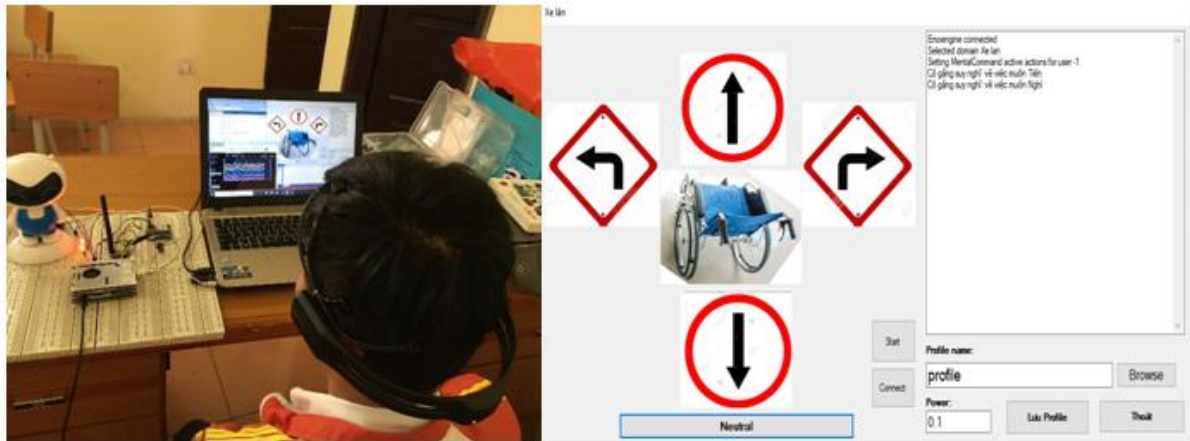 Xe lăn
Emoengine connected
Selected domain Xe lan
Setting MentalCommand active actions for user -1
Cố gắng suy nghĩ về việc muốn Tiến
Cố gắng suy nghĩ về việc muốn Nghỉ
Start
Connect
Profile name:
profile
Browse
Power:
0.1
Lưu Profile
Thoát
Neutral